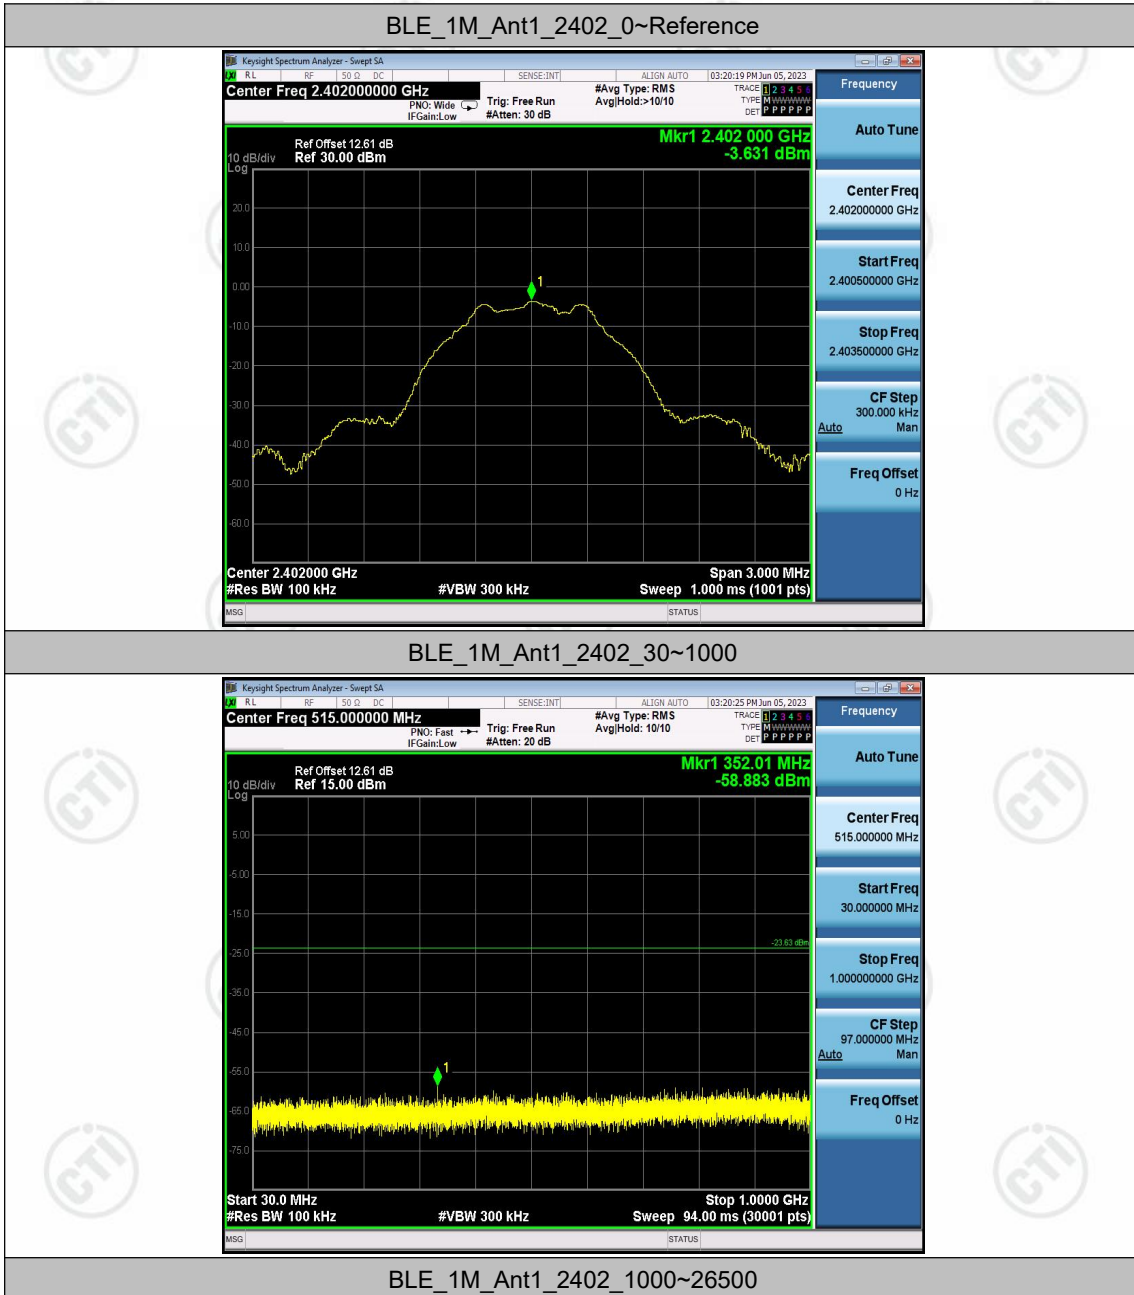 BLE_1M_Ant1_2402_0~Reference
Keysight Spectrum Analyzer - Swept SA
LXI RL RF 50 Ω DC SENSE:INT ALIGN AUTO 03:20:19 PM Jun 05, 2023
Center Freq 2.402000000 GHz
PNO: Wide
IFGain:Low
Trig: Free Run
#Atten: 30 dB
#Avg Type: RMS
Avg|Hold:>10/10
TRACE 1 2 3 4 5 6
TYPE M WWWWW
DET P P P P P P
Frequency
Mkr1 2.402 000 GHz
-3.631 dBm
Ref Offset 12.61 dB
10 dB/div Ref 30.00 dBm
Log
20.0
10.0
0.00
-10.0
-20.0
-30.0
-40.0
-50.0
-60.0
1
Center 2.402000 GHz Span 3.000 MHz
#Res BW 100 kHz #VBW 300 kHz Sweep 1.000 ms (1001 pts)
MSG STATUS
Auto Tune
Center Freq
2.402000000 GHz
Start Freq
2.400500000 GHz
Stop Freq
2.403500000 GHz
CF Step
300.000 kHz
Auto Man
Freq Offset
0 Hz
BLE_1M_Ant1_2402_30~1000
Keysight Spectrum Analyzer - Swept SA
LXI RL RF 50 Ω DC SENSE:INT ALIGN AUTO 03:20:25 PM Jun 05, 2023
Center Freq 515.000000 MHz
PNO: Fast
IFGain:Low
Trig: Free Run
#Atten: 20 dB
#Avg Type: RMS
Avg|Hold: 10/10
TRACE 1 2 3 4 5 6
TYPE M WWWWW
DET P P P P P P
Frequency
Mkr1 352.01 MHz
-58.883 dBm
Ref Offset 12.61 dB
10 dB/div Ref 15.00 dBm
Log
5.00
-5.00
-15.0
-25.0
-35.0
-45.0
-55.0
-65.0
-75.0
-23.63 dBm
1
Start 30.0 MHz Stop 1.0000 GHz
#Res BW 100 kHz #VBW 300 kHz Sweep 94.00 ms (30001 pts)
MSG STATUS
Auto Tune
Center Freq
515.000000 MHz
Start Freq
30.000000 MHz
Stop Freq
1.000000000 GHz
CF Step
97.000000 MHz
Auto Man
Freq Offset
0 Hz
BLE_1M_Ant1_2402_1000~26500
CTI
CTI
CTI
CTI
CTI
CTI